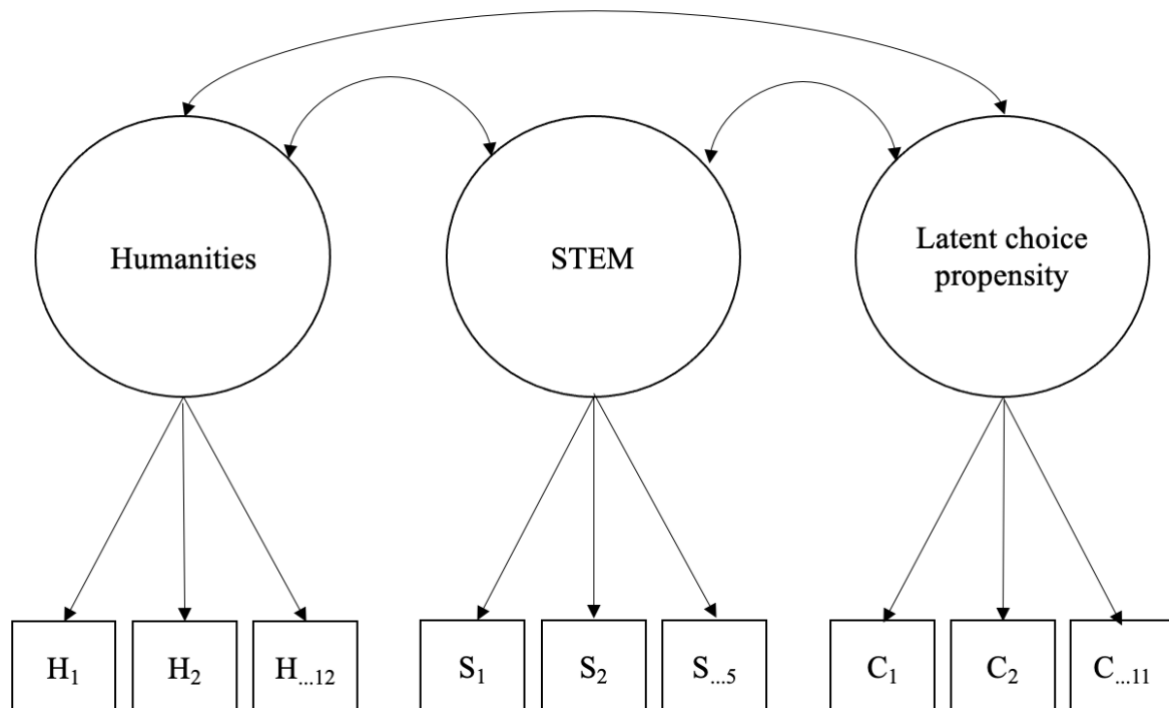 Humanities
STEM
Latent choice
propensity
H₁
H₂
H...₁₂
S₁
S₂
S...₅
C₁
C₂
C...₁₁